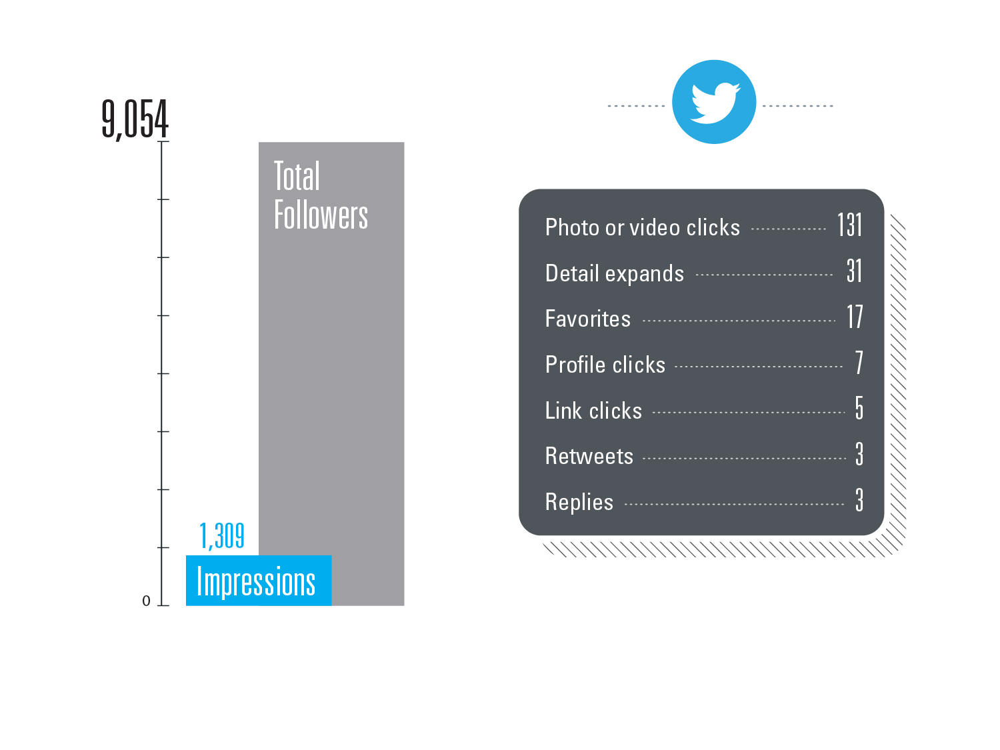 9,054
Total
Followers
1,309
Impressions
0
Photo or video clicks 131
Detail expands 31
Favorites 17
Profile clicks 7
Link clicks 5
Retweets 3
Replies 3